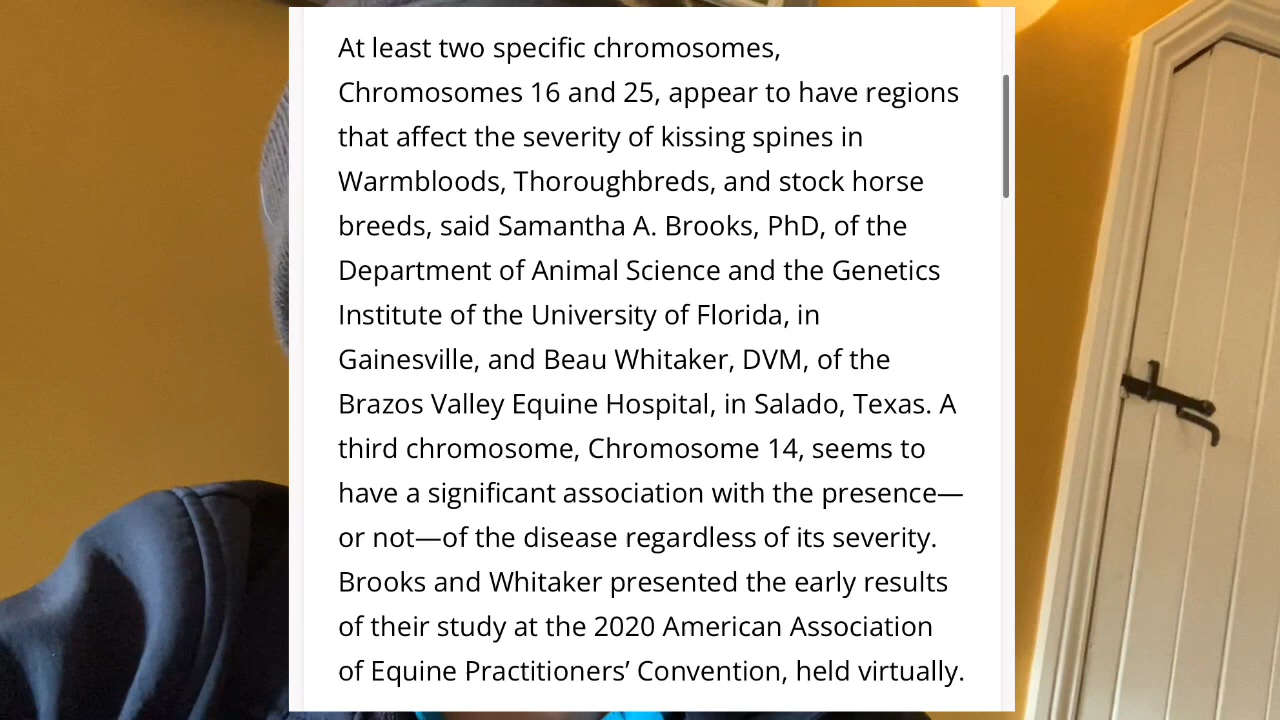 At least two specific chromosomes,
Chromosomes 16 and 25, appear to have regions
that affect the severity of kissing spines in
Warmbloods, Thoroughbreds, and stock horse
breeds, said Samantha A. Brooks, PhD, of the
Department of Animal Science and the Genetics
Institute of the University of Florida, in
Gainesville, and Beau Whitaker, DVM, of the
Brazos Valley Equine Hospital, in Salado, Texas. A
third chromosome, Chromosome 14, seems to
have a significant association with the presence—
or not—of the disease regardless of its severity.
Brooks and Whitaker presented the early results
of their study at the 2020 American Association
of Equine Practitioners’ Convention, held virtually.